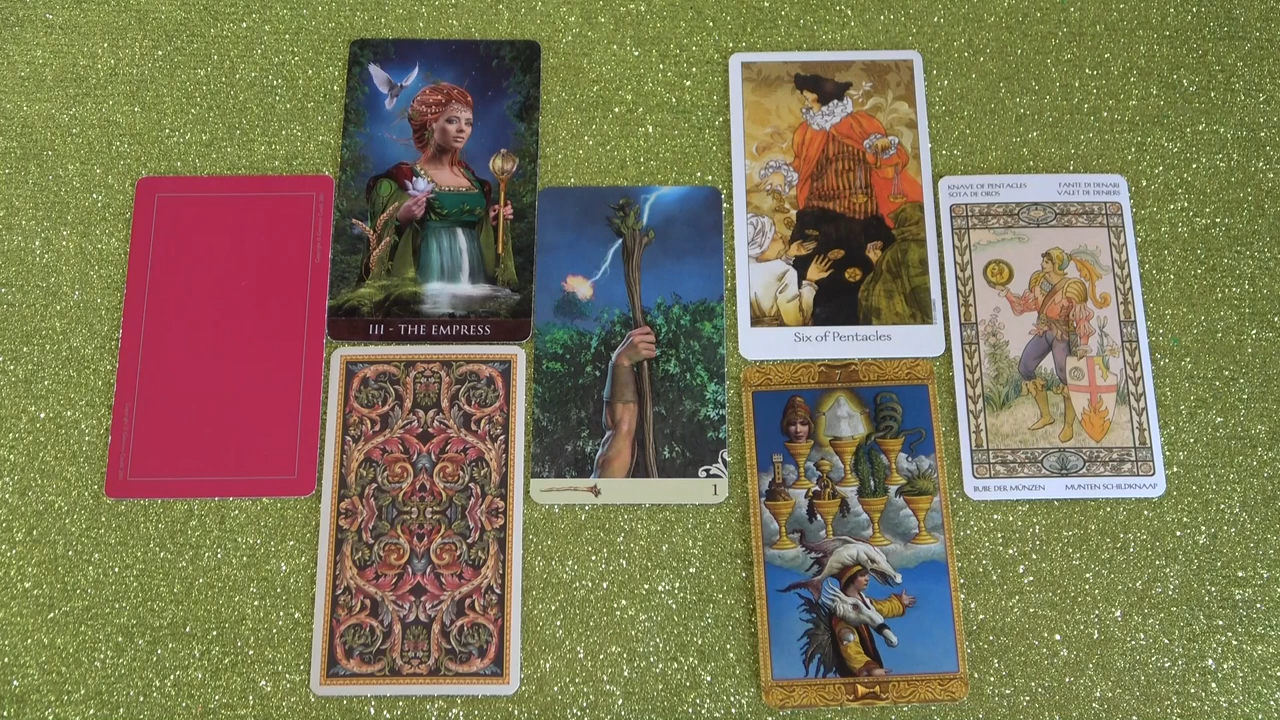 III - THE EMPRESS
1
Six of Pentacles
7
KNAVE OF PENTACLES
SOTA DE OROS
FANTE DI DENARI
VALET DE DENIERS
BUBE DER MÜNZEN
MUNTEN SCHILDKNAAP